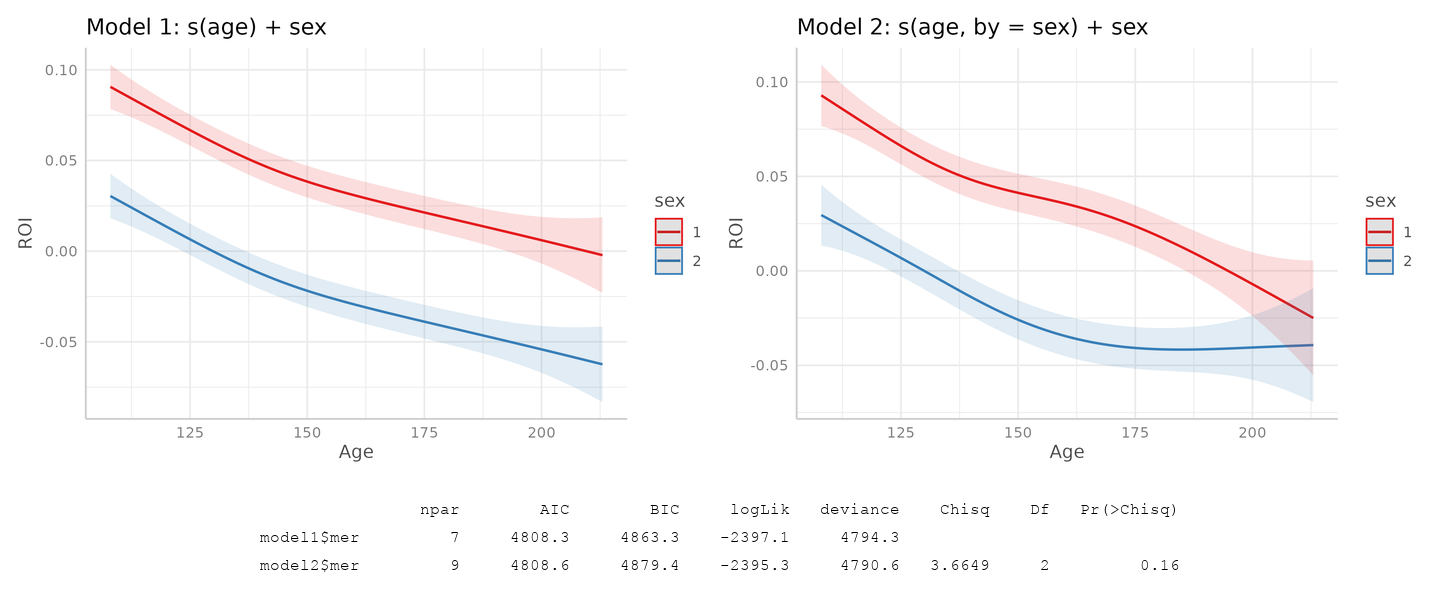 Model 1: s(age) + sex
0.10
0.05
0.00
-0.05
ROI
125 150 175 200
Age
sex
1
2
Model 2: s(age, by = sex) + sex
0.10
0.05
0.00
-0.05
ROI
125 150 175 200
Age
sex
1
2
npar AIC BIC logLik deviance Chisq Df Pr(>Chisq)
model1$mer 7 4808.3 4863.3 -2397.1 4794.3
model2$mer 9 4808.6 4879.4 -2395.3 4790.6 3.6649 2 0.16